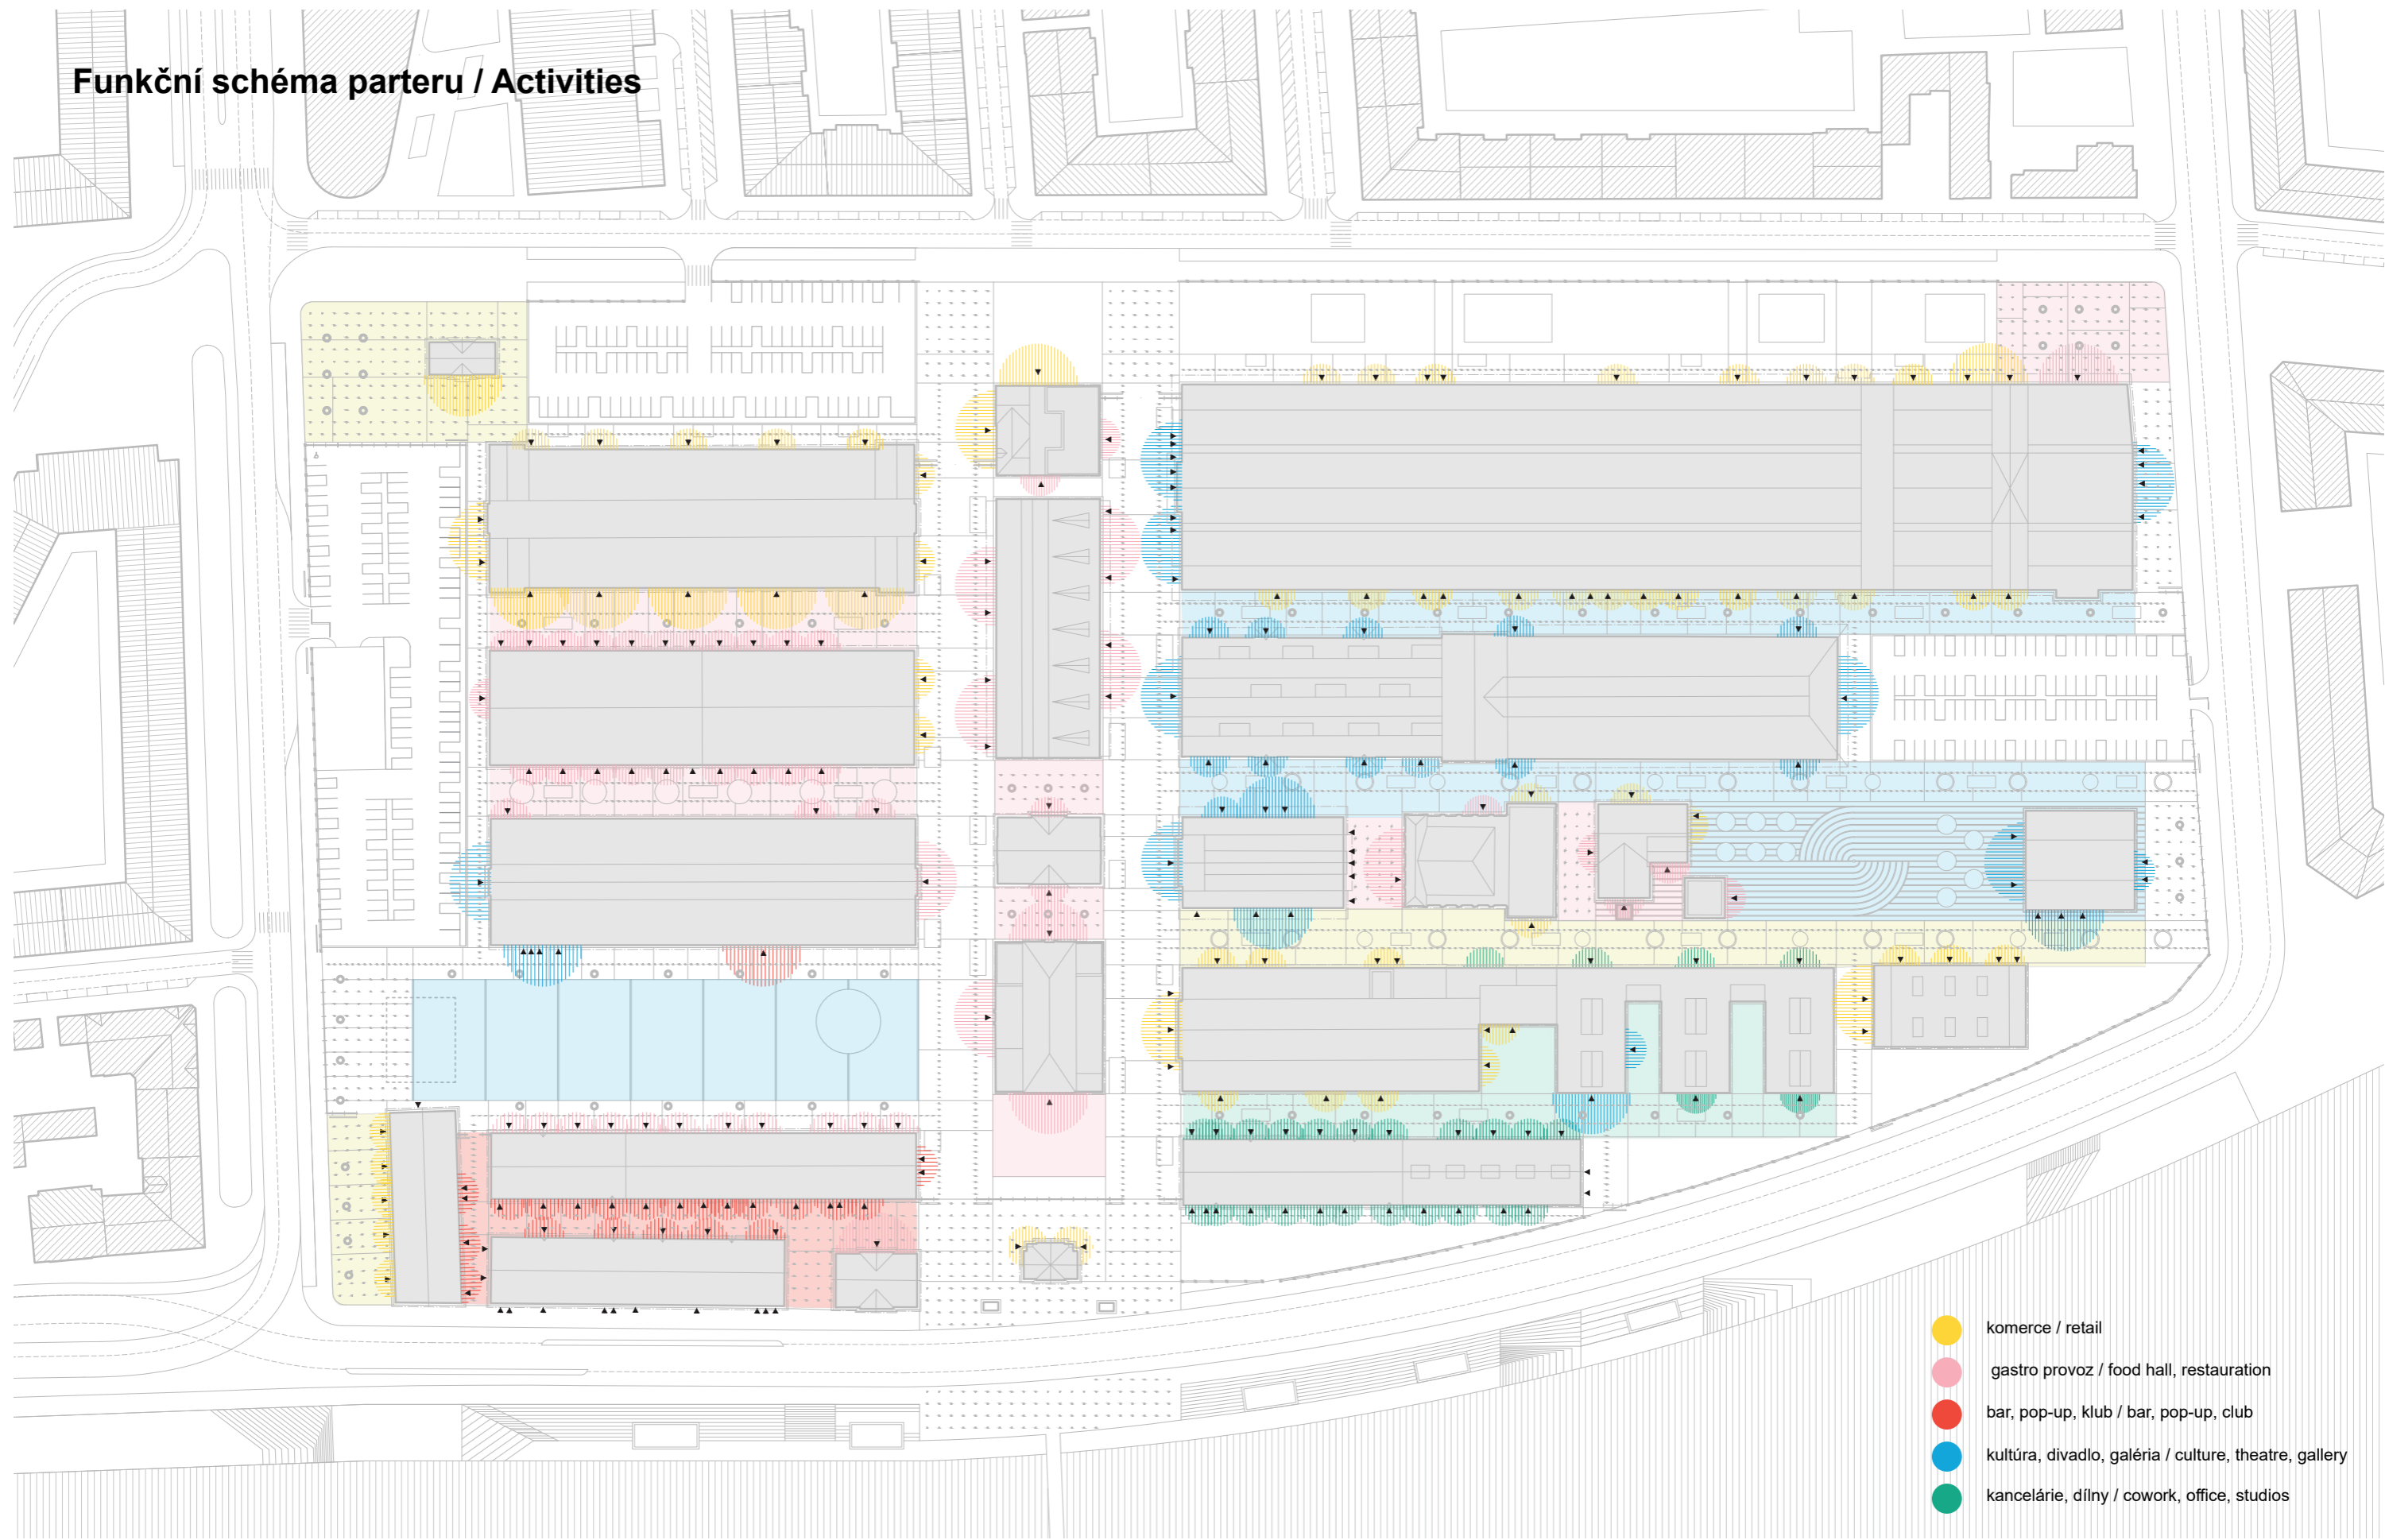 Funkční schéma parteru / Activities
komerce / retail
gastro provoz / food hall, restauration
bar, pop-up, klub / bar, pop-up, club
kultúra, divadlo, galéria / culture, theatre, gallery
kancelárie, dílny / cowork, office, studios